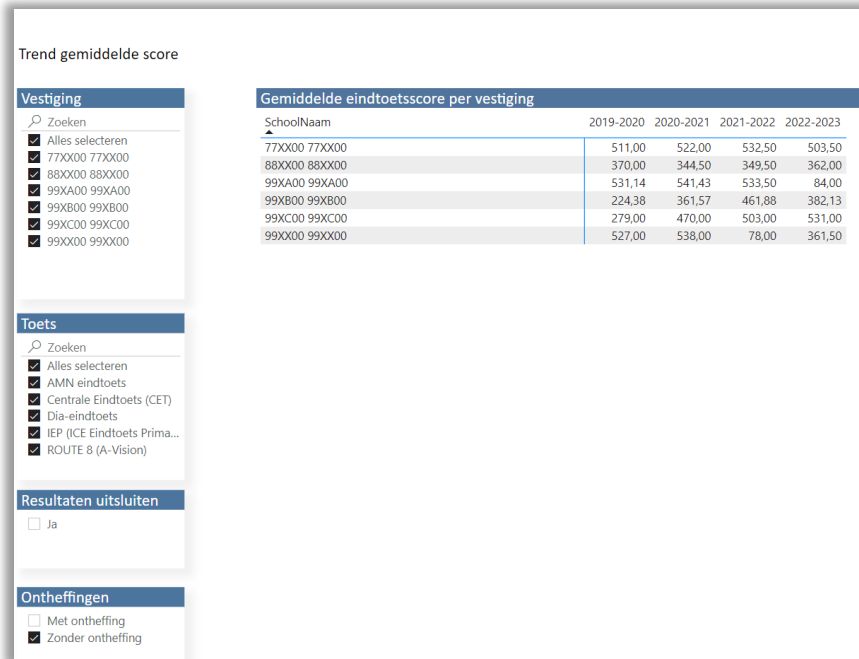 Trend gemiddelde score
Vestiging
Zoeken
Alles selecteren
77XX00 77XX00
88XX00 88XX00
99XA00 99XA00
99XB00 99XB00
99XC00 99XC00
99XX00 99XX00
Toets
Zoeken
Alles selecteren
AMN eindtoets
Centrale Eindtoets (CET)
Dia-eindtoets
IEP (ICE Eindtoets Prima...
ROUTE 8 (A-Vision)
Resultaten uitsluiten
Ja
Ontheffingen
Met ontheffing
Zonder ontheffing
Gemiddelde eindtoetsscore per vestiging
SchoolNaam 2019-2020 2020-2021 2021-2022 2022-2023
77XX00 77XX00 511,00 522,00 532,50 503,50
88XX00 88XX00 370,00 344,50 349,50 362,00
99XA00 99XA00 531,14 541,43 533,50 84,00
99XB00 99XB00 224,38 361,57 461,88 382,13
99XC00 99XC00 279,00 470,00 503,00 531,00
99XX00 99XX00 527,00 538,00 78,00 361,50